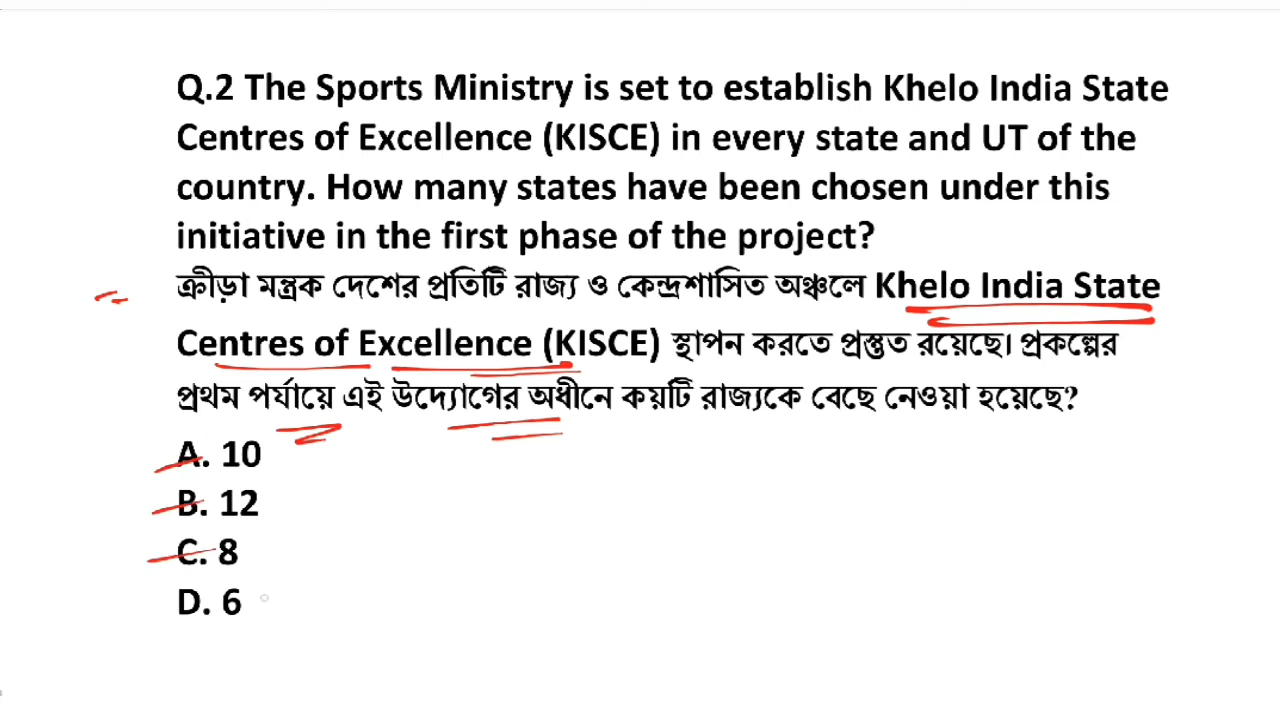 Q.2 The Sports Ministry is set to establish Khelo India State
Centres of Excellence (KISCE) in every state and UT of the
country. How many states have been chosen under this
initiative in the first phase of the project?
ক্রীড়া মন্ত্রক দেশের প্রতিটি রাজ্য ও কেন্দ্রশাসিত অঞ্চলে Khelo India State
Centres of Excellence (KISCE) স্থাপন করতে প্রস্তুত রয়েছে। প্রকল্পের
প্রথম পর্যায়ে এই উদ্যোগের অধীনে কয়টি রাজ্যকে বেছে নেওয়া হয়েছে?
A. 10
B. 12
C. 8
D. 6